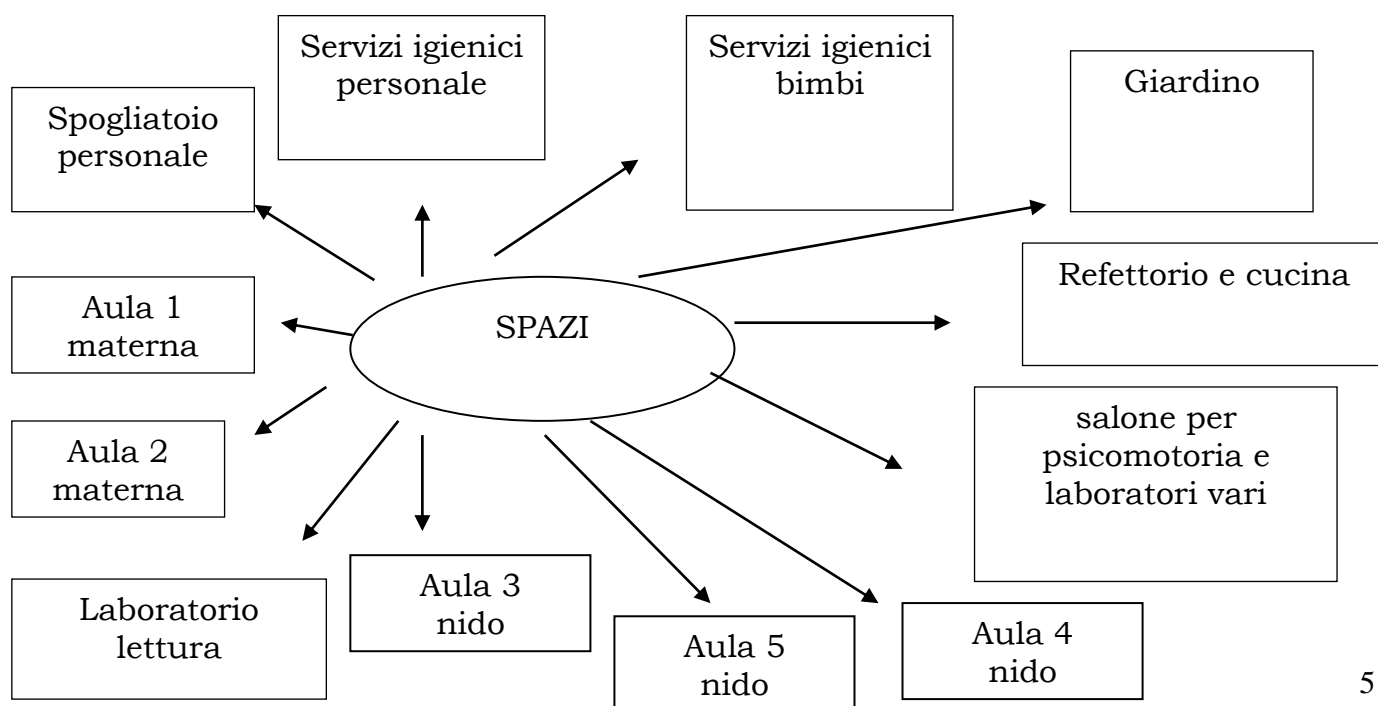 Servizi igienici
personale
Servizi igienici
bimbi
Giardino
Spogliatoio
personale
Refettorio e cucina
Aula 1
materna
SPAZI
salone per
psicomotoria e
laboratori vari
Aula 2
materna
Aula 3
nido
Laboratorio
lettura
Aula 5
nido
Aula 4
nido
5